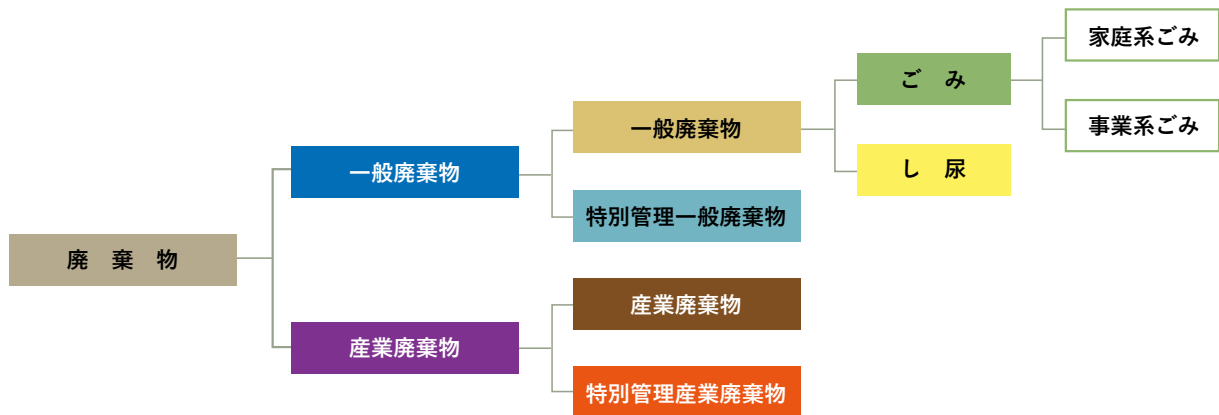 家庭系ごみ
ご　み
一般廃棄物
事業系ごみ
一般廃棄物
し　尿
特別管理一般廃棄物
廃　棄　物
産業廃棄物
産業廃棄物
特別管理産業廃棄物